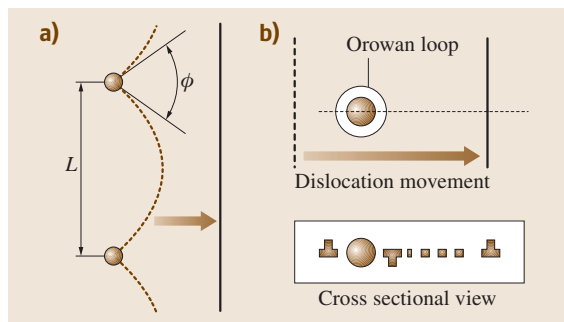 a)
ϕ
L
b)
Orowan loop
Dislocation movement
Cross sectional view